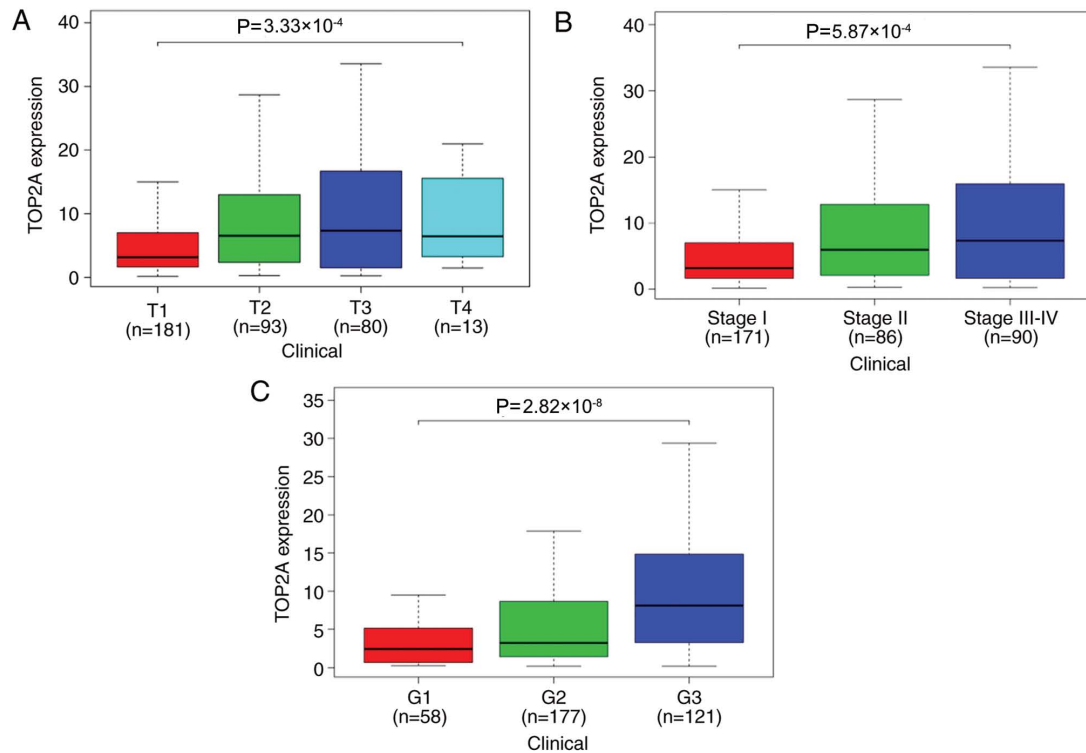 A
P=3.33×10-4
TOP2A expression
40
30
20
10
0
T1 T2 T3 T4
(n=181) (n=93) (n=80) (n=13)
Clinical
B
P=5.87×10-4
TOP2A expression
40
30
20
10
0
Stage I Stage II Stage III-IV
(n=171) (n=86) (n=90)
Clinical
C
P=2.82×10-8
TOP2A expression
35
30
25
20
15
10
5
0
G1 G2 G3
(n=58) (n=177) (n=121)
Clinical